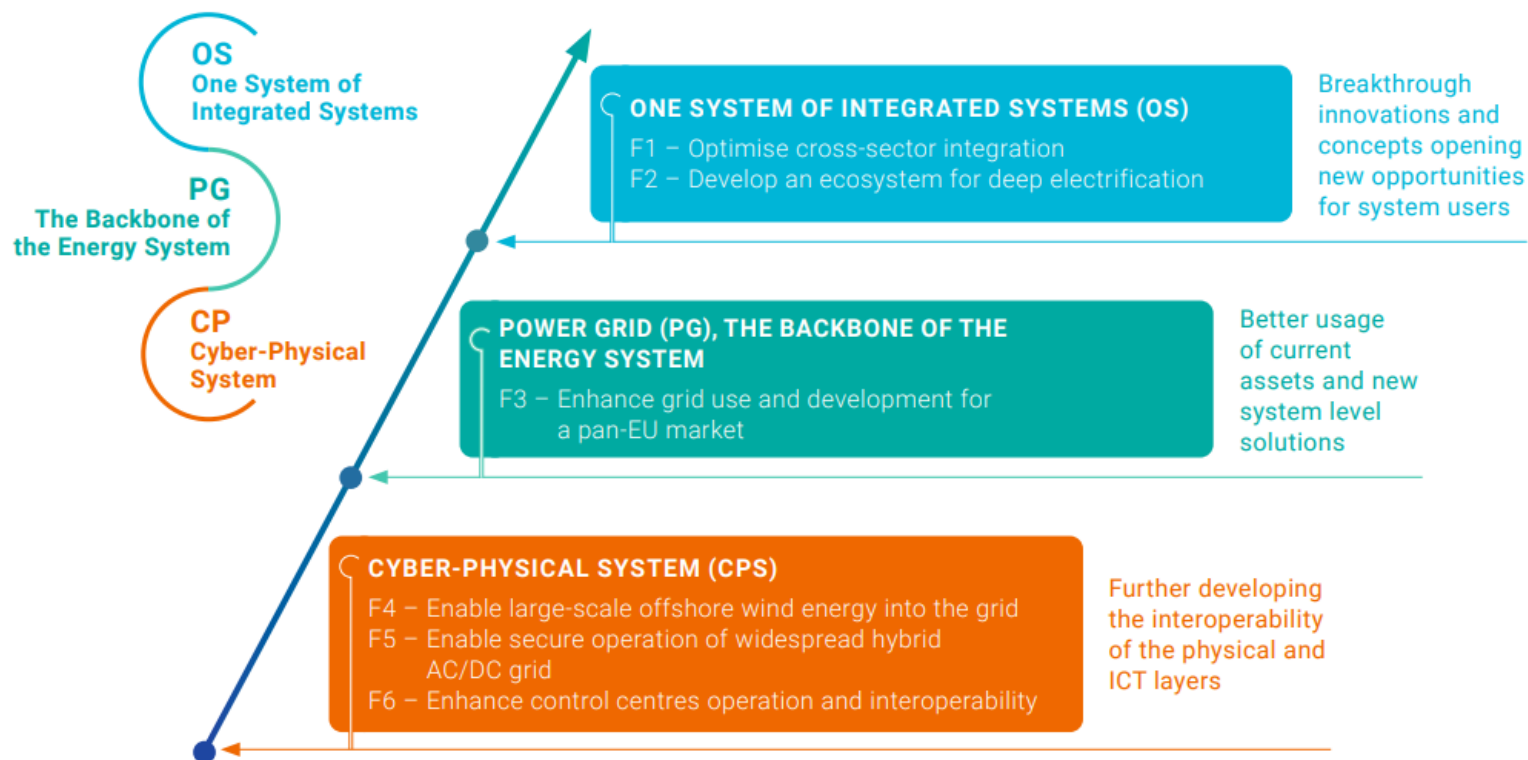 OS
One System of
Integrated Systems
PG
The Backbone of
the Energy System
CP
Cyber-Physical
System
ONE SYSTEM OF INTEGRATED SYSTEMS (OS)
F1 – Optimise cross-sector integration
F2 – Develop an ecosystem for deep electrification
Breakthrough
innovations and
concepts opening
new opportunities
for system users
POWER GRID (PG), THE BACKBONE OF THE
ENERGY SYSTEM
F3 – Enhance grid use and development for
a pan-EU market
Better usage
of current
assets and new
system level
solutions
CYBER-PHYSICAL SYSTEM (CPS)
F4 – Enable large-scale offshore wind energy into the grid
F5 – Enable secure operation of widespread hybrid
AC/DC grid
F6 – Enhance control centres operation and interoperability
Further developing
the interoperability
of the physical and
ICT layers